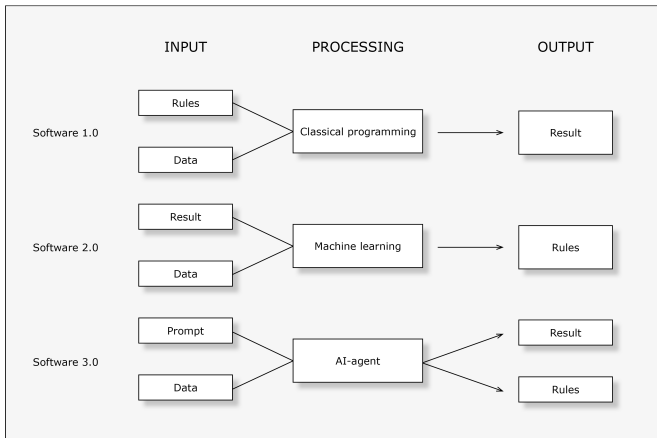 INPUT PROCESSING OUTPUT
Rules
Software 1.0 Classical programming Result
Data
Result
Software 2.0 Machine learning Rules
Data
Prompt Result
Software 3.0 AI-agent
Data Rules